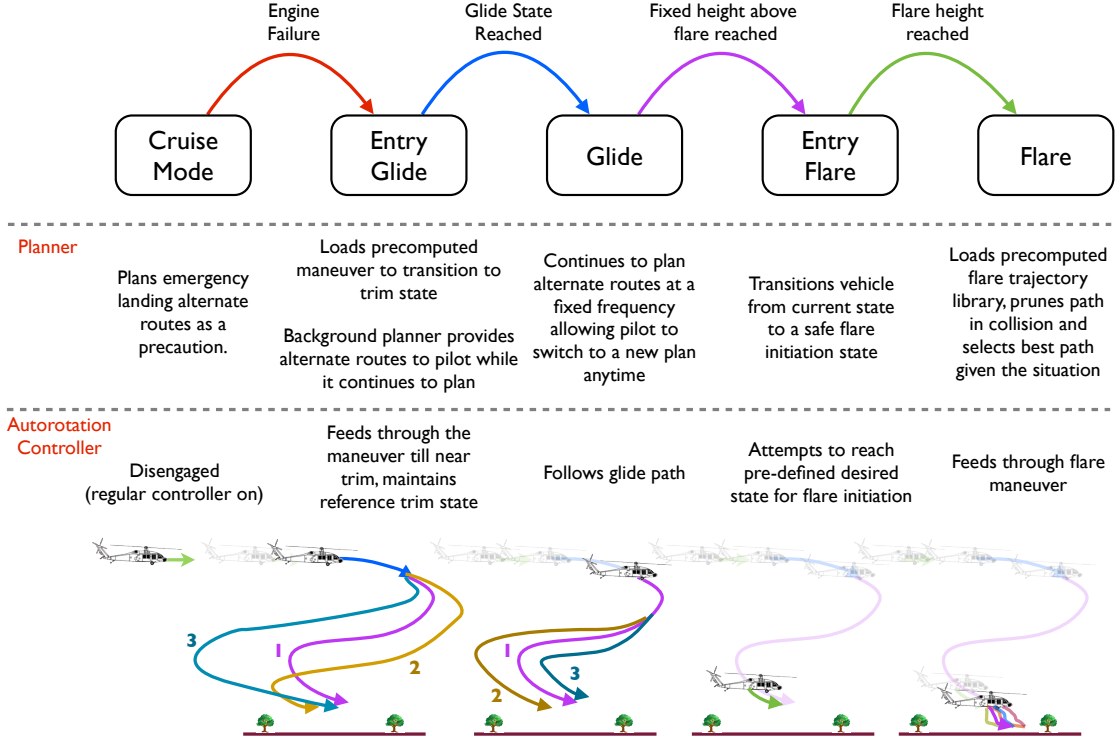 Engine
Failure
Glide State
Reached
Fixed height above
flare reached
Flare height
reached
Cruise
Mode
Entry
Glide
Glide
Entry
Flare
Flare
Planner
Plans emergency
landing alternate
routes as a
precaution.
Loads precomputed
maneuver to transition to
trim state
Background planner provides
alternate routes to pilot while
it continues to plan
Continues to plan
alternate routes at a
fixed frequency
allowing pilot to
switch to a new plan
anytime
Transitions vehicle
from current state
to a safe flare
initiation state
Loads precomputed
flare trajectory
library, prunes path
in collision and
selects best path
given the situation
Autorotation
Controller
Disengaged
(regular controller on)
Feeds through the
maneuver till near
trim, maintains
reference trim state
Follows glide path
Attempts to reach
pre-defined desired
state for flare initiation
Feeds through flare
maneuver
3
1
2
1
2
3